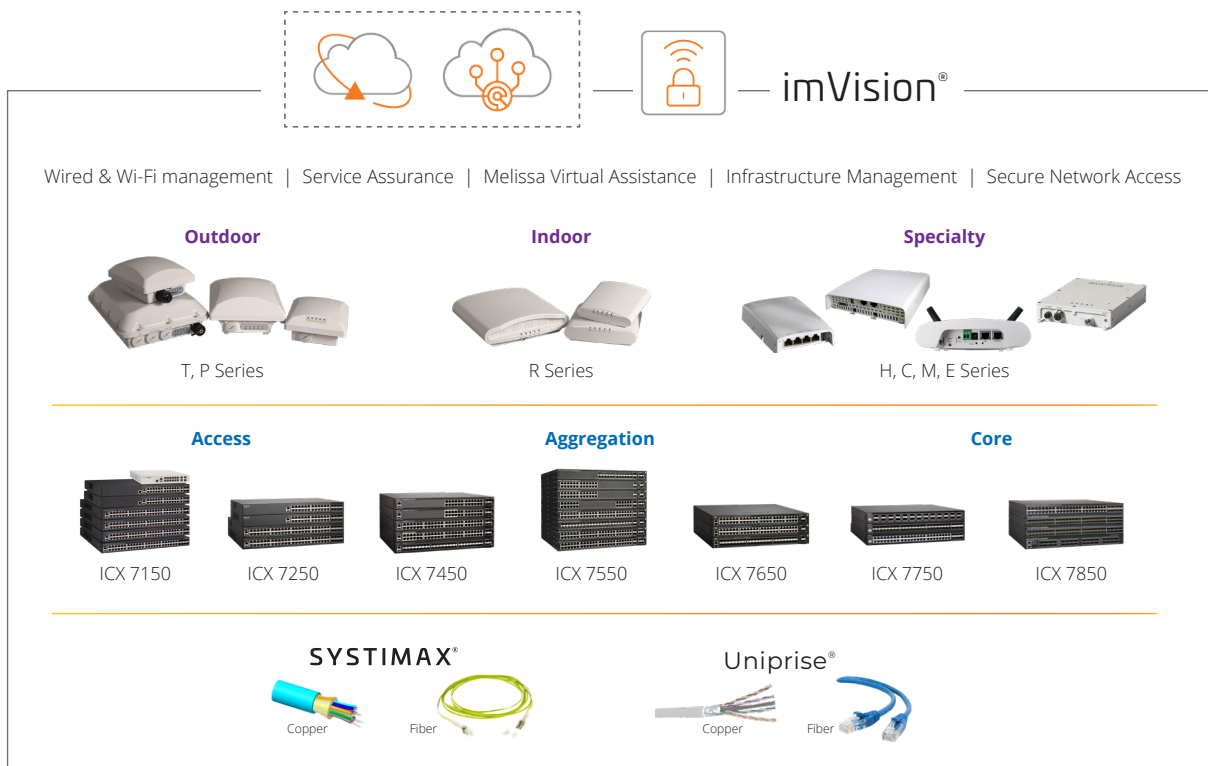 imVision®
Wired & Wi-Fi management | Service Assurance | Melissa Virtual Assistance | Infrastructure Management | Secure Network Access
Outdoor Indoor Specialty
T, P Series R Series H, C, M, E Series
Access Aggregation Core
ICX 7150 ICX 7250 ICX 7450 ICX 7550 ICX 7650 ICX 7750 ICX 7850
SYSTIMAX® Uniprise®
Copper Fiber Copper Fiber